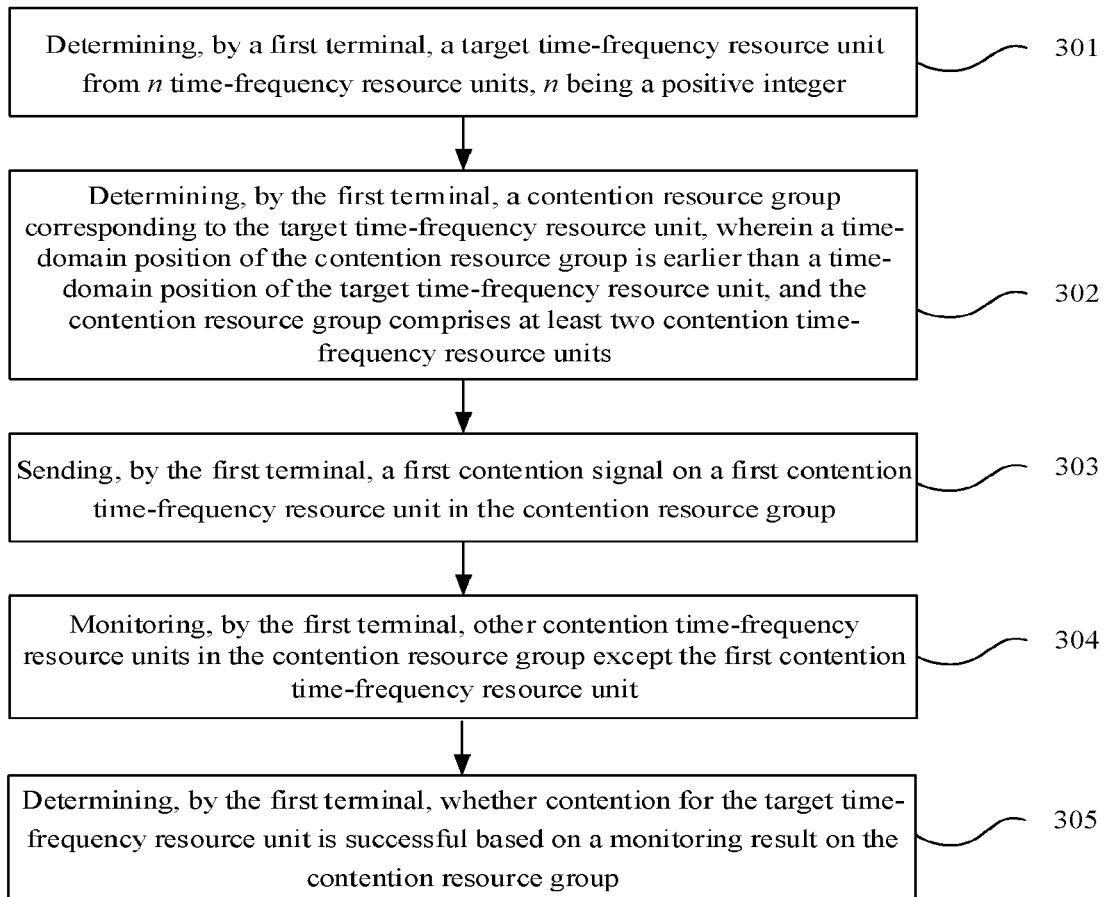 Determining, by a first terminal, a target time-frequency resource unit
from n time-frequency resource units, n being a positive integer
301
Determining, by the first terminal, a contention resource group
corresponding to the target time-frequency resource unit, wherein a time-
domain position of the contention resource group is earlier than a time-
domain position of the target time-frequency resource unit, and the
contention resource group comprises at least two contention time-
frequency resource units
302
Sending, by the first terminal, a first contention signal on a first contention
time-frequency resource unit in the contention resource group
303
Monitoring, by the first terminal, other contention time-frequency
resource units in the contention resource group except the first contention
time-frequency resource unit
304
Determining, by the first terminal, whether contention for the target time-
frequency resource unit is successful based on a monitoring result on the
contention resource group
305